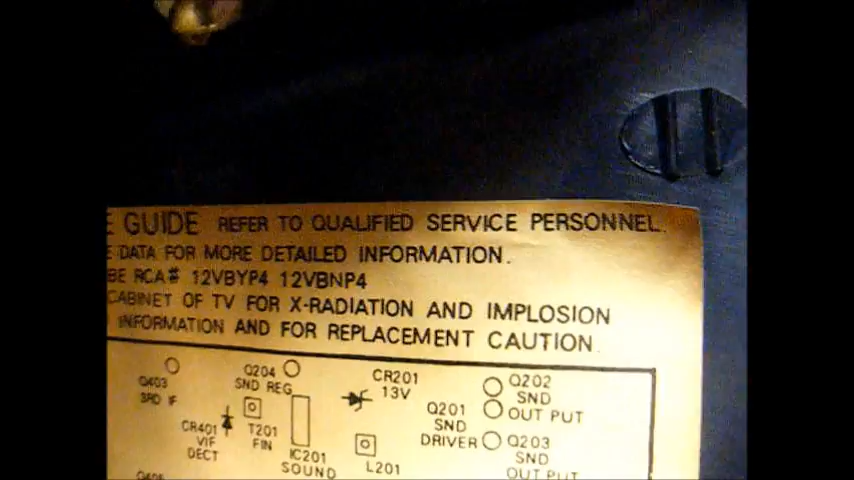 E GUIDE REFER TO QUALIFIED SERVICE PERSONNEL.
E DATA FOR MORE DETAILED INFORMATION.
BE RCA# 12VBYP4 12VBNP4
CABINET OF TV FOR X-RADIATION AND IMPLOSION
INFORMATION AND FOR REPLACEMENT CAUTION.
Q403
3RD IF
Q204
SND REG
CR201
13V
Q202
SND
OUT PUT
Q201
SND
DRIVER
CR401
VIF
DECT
T201
FIN
IC201
SOUND
L201
Q203
SND
OUT PUT